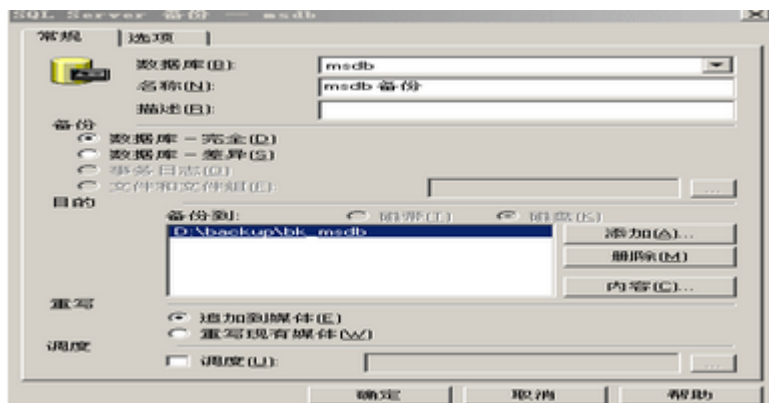 SQL Server 备份 — msdb
常规 选项
数据库(B): msdb
名称(N): msdb 备份
描述(R):
备份
数据库 - 完全(D)
数据库 - 差异(S)
事务日志(O)
文件和文件组(F):
...
目的
备份到: 磁带(T) 磁盘(K)
D:\backup\bk_msdb
添加(A)...
删除(M)
内容(C)...
重写
追加到媒体(E)
重写现有媒体(W)
调度
调度(U):
...
确定 取消 帮助